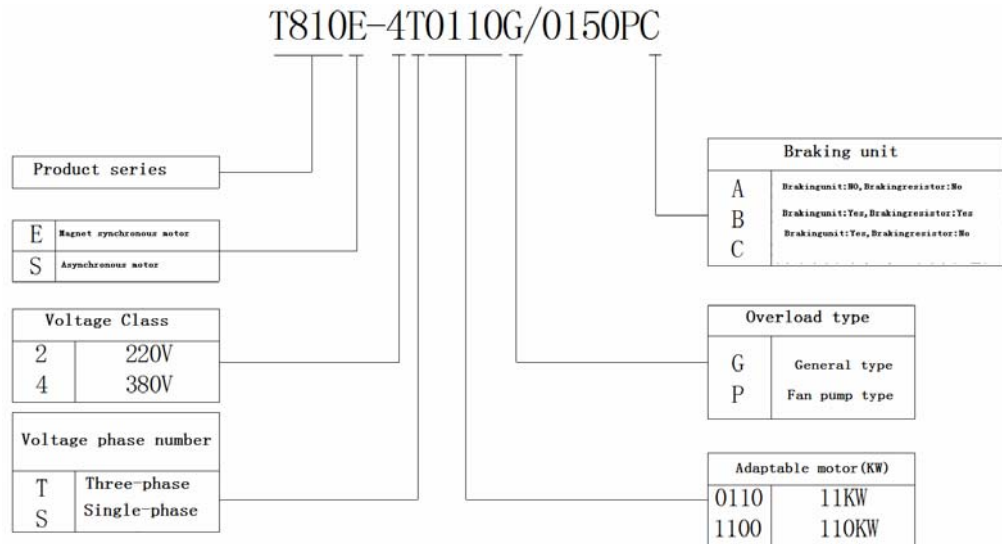 T810E-4T0110G/0150PC
Product series
E Magnet synchronous motor
S Asynchronous motor
Voltage Class
2 220V
4 380V
Voltage phase number
T Three-phase
S Single-phase
Braking unit
A Brakingunit:NO,Brakingresistor:No
B Brakingunit:Yes,Brakingresistor:Yes
C Brakingunit:Yes,Brakingresistor:No
Overload type
G General type
P Fan pump type
Adaptable motor(KW)
0110 11KW
1100 110KW